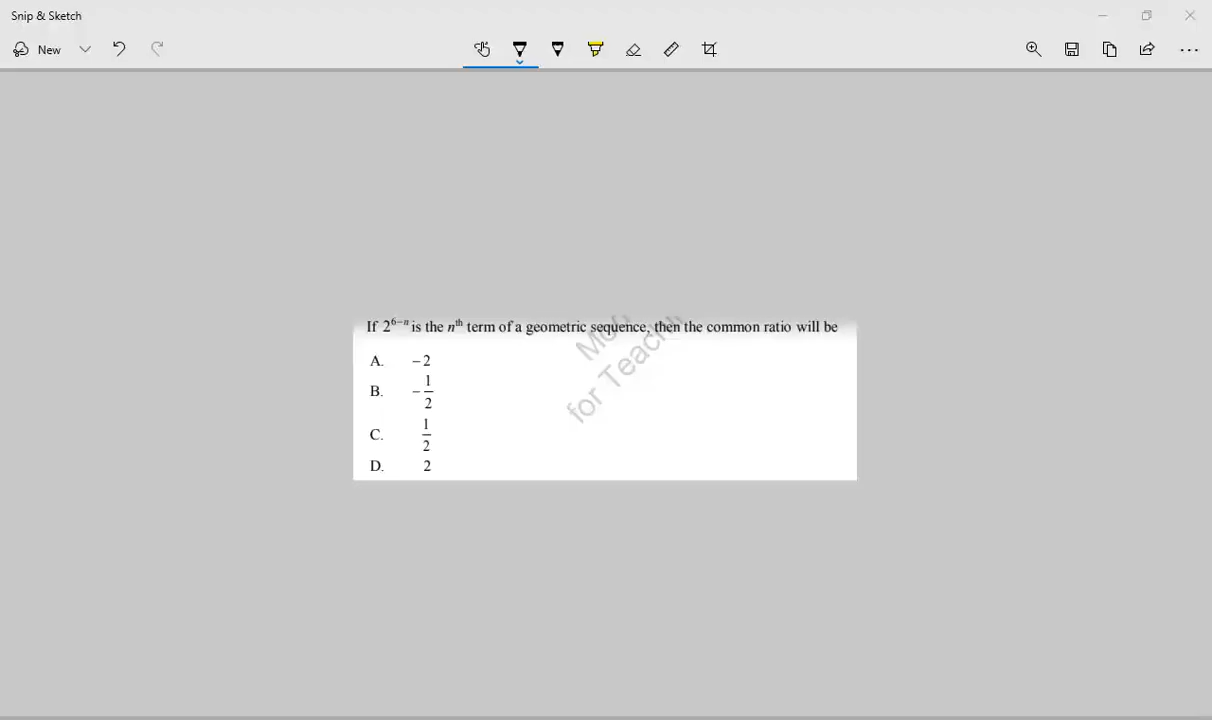 Snip & Sketch
New
If 2^{6−n} is the n^{th} term of a geometric sequence, then the common ratio will be
A. −2
B. −1/2
C. 1/2
D. 2
for Teach